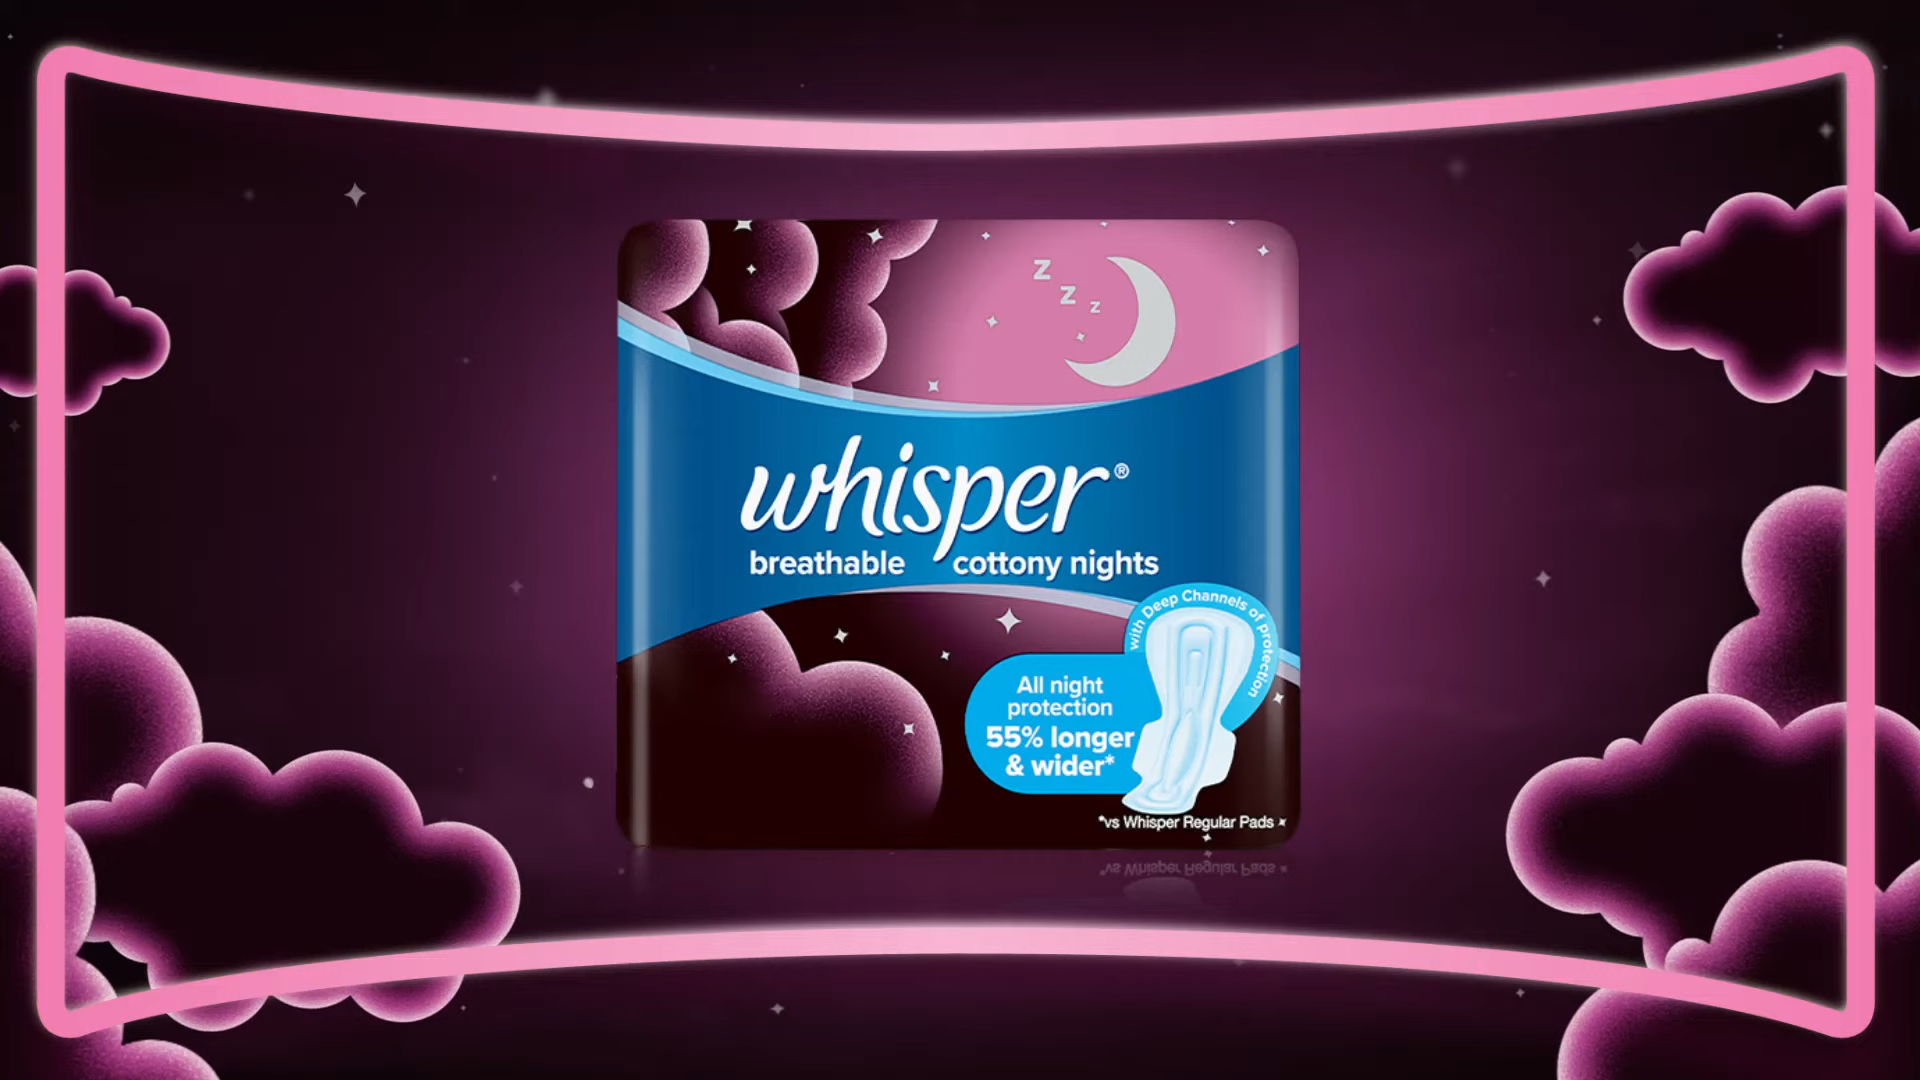 z
z
z
whisper®
breathable cottony nights
with Deep Channels of protection
All night
protection
55% longer
& wider*
*vs Whisper Regular Pads